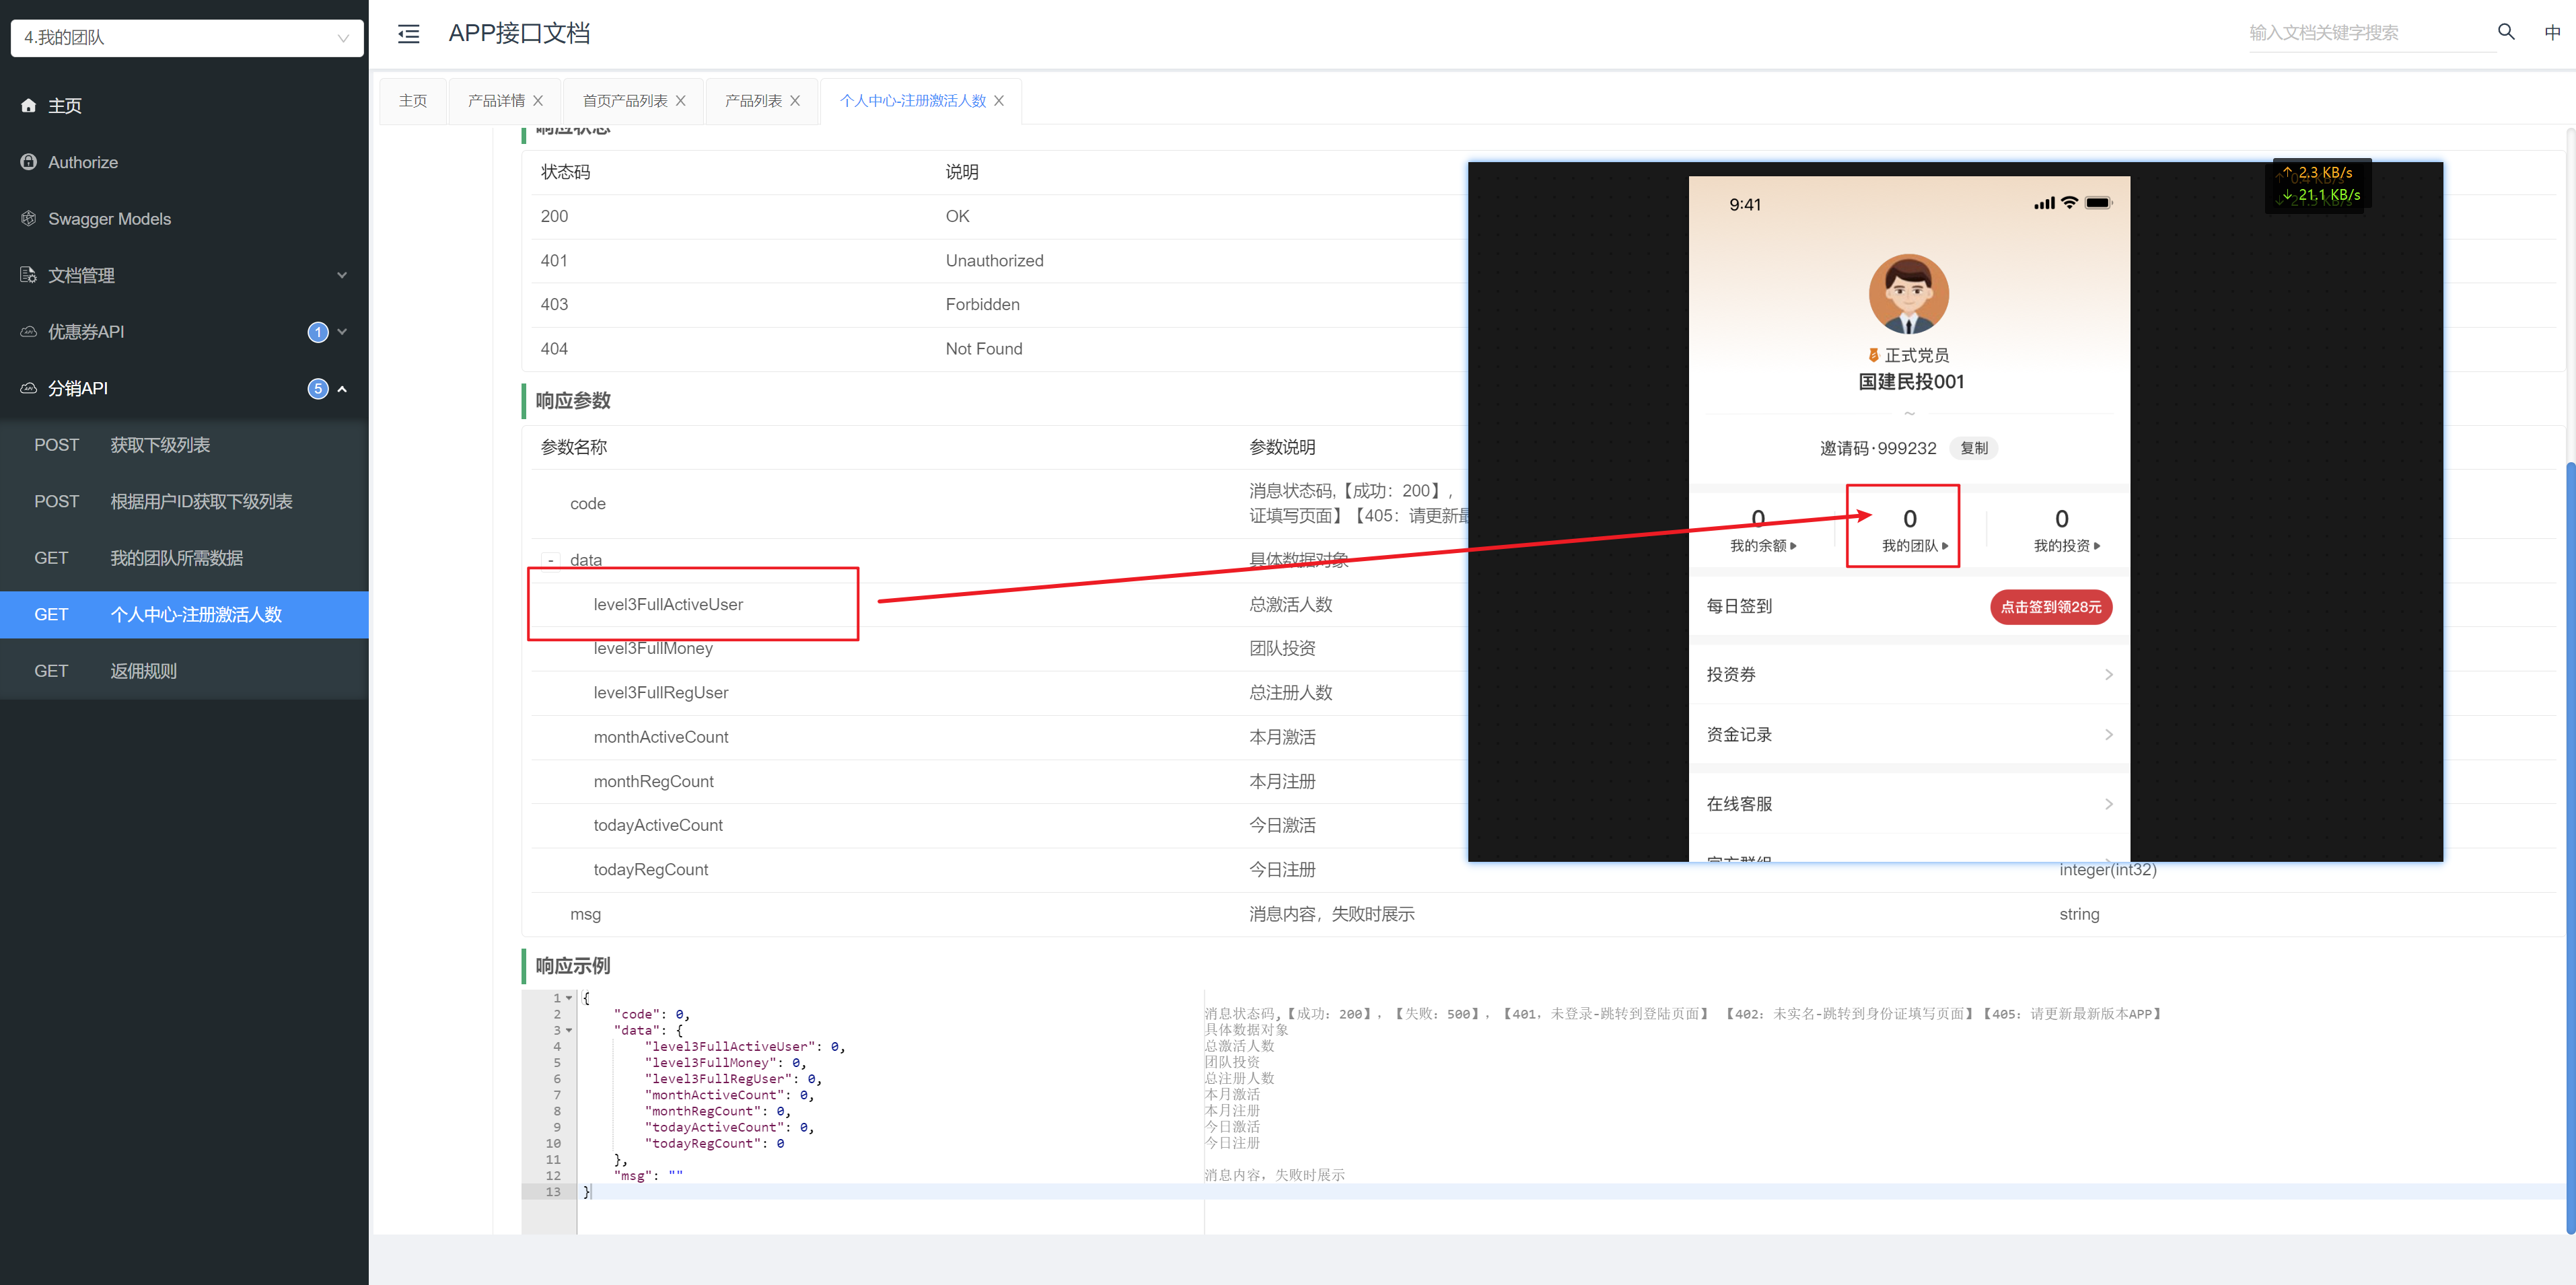 4.我的团队
APP接口文档
输入文档关键字搜索
中
主页
Authorize
Swagger Models
文档管理
优惠券API 1
分销API 5
POST 获取下级列表
POST 根据用户ID获取下级列表
GET 我的团队所需数据
GET 个人中心-注册激活人数
GET 返佣规则
主页 产品详情 首页产品列表 产品列表 个人中心-注册激活人数
响应状态
状态码 说明
200 OK
401 Unauthorized
403 Forbidden
404 Not Found
响应参数
参数名称 参数说明
code 消息状态码,【成功：200】,
证填写页面】【405：请更新最
- data 具体数据对象
level3FullActiveUser 总激活人数
level3FullMoney 团队投资
level3FullRegUser 总注册人数
monthActiveCount 本月激活
monthRegCount 本月注册
todayActiveCount 今日激活
todayRegCount 今日注册 integer(int32)
msg 消息内容，失败时展示 string
↑ 2.3 KB/s
↓ 21.1 KB/s
9:41
正式党员
国建民投001
~
邀请码·999232 复制
0 0 0
我的余额 我的团队 我的投资
每日签到 点击签到领28元
投资券
资金记录
在线客服
官方群组
响应示例
1 {
2 "code": 0, 消息状态码,【成功：200】，【失败：500】，【401，未登录-跳转到登陆页面】 【402：未实名-跳转到身份证填写页面】【405：请更新最新版本APP】
3 "data": { 具体数据对象
4 "level3FullActiveUser": 0, 总激活人数
5 "level3FullMoney": 0, 团队投资
6 "level3FullRegUser": 0, 总注册人数
7 "monthActiveCount": 0, 本月激活
8 "monthRegCount": 0, 本月注册
9 "todayActiveCount": 0, 今日激活
10 "todayRegCount": 0 今日注册
11 },
12 "msg": "" 消息内容，失败时展示
13 }